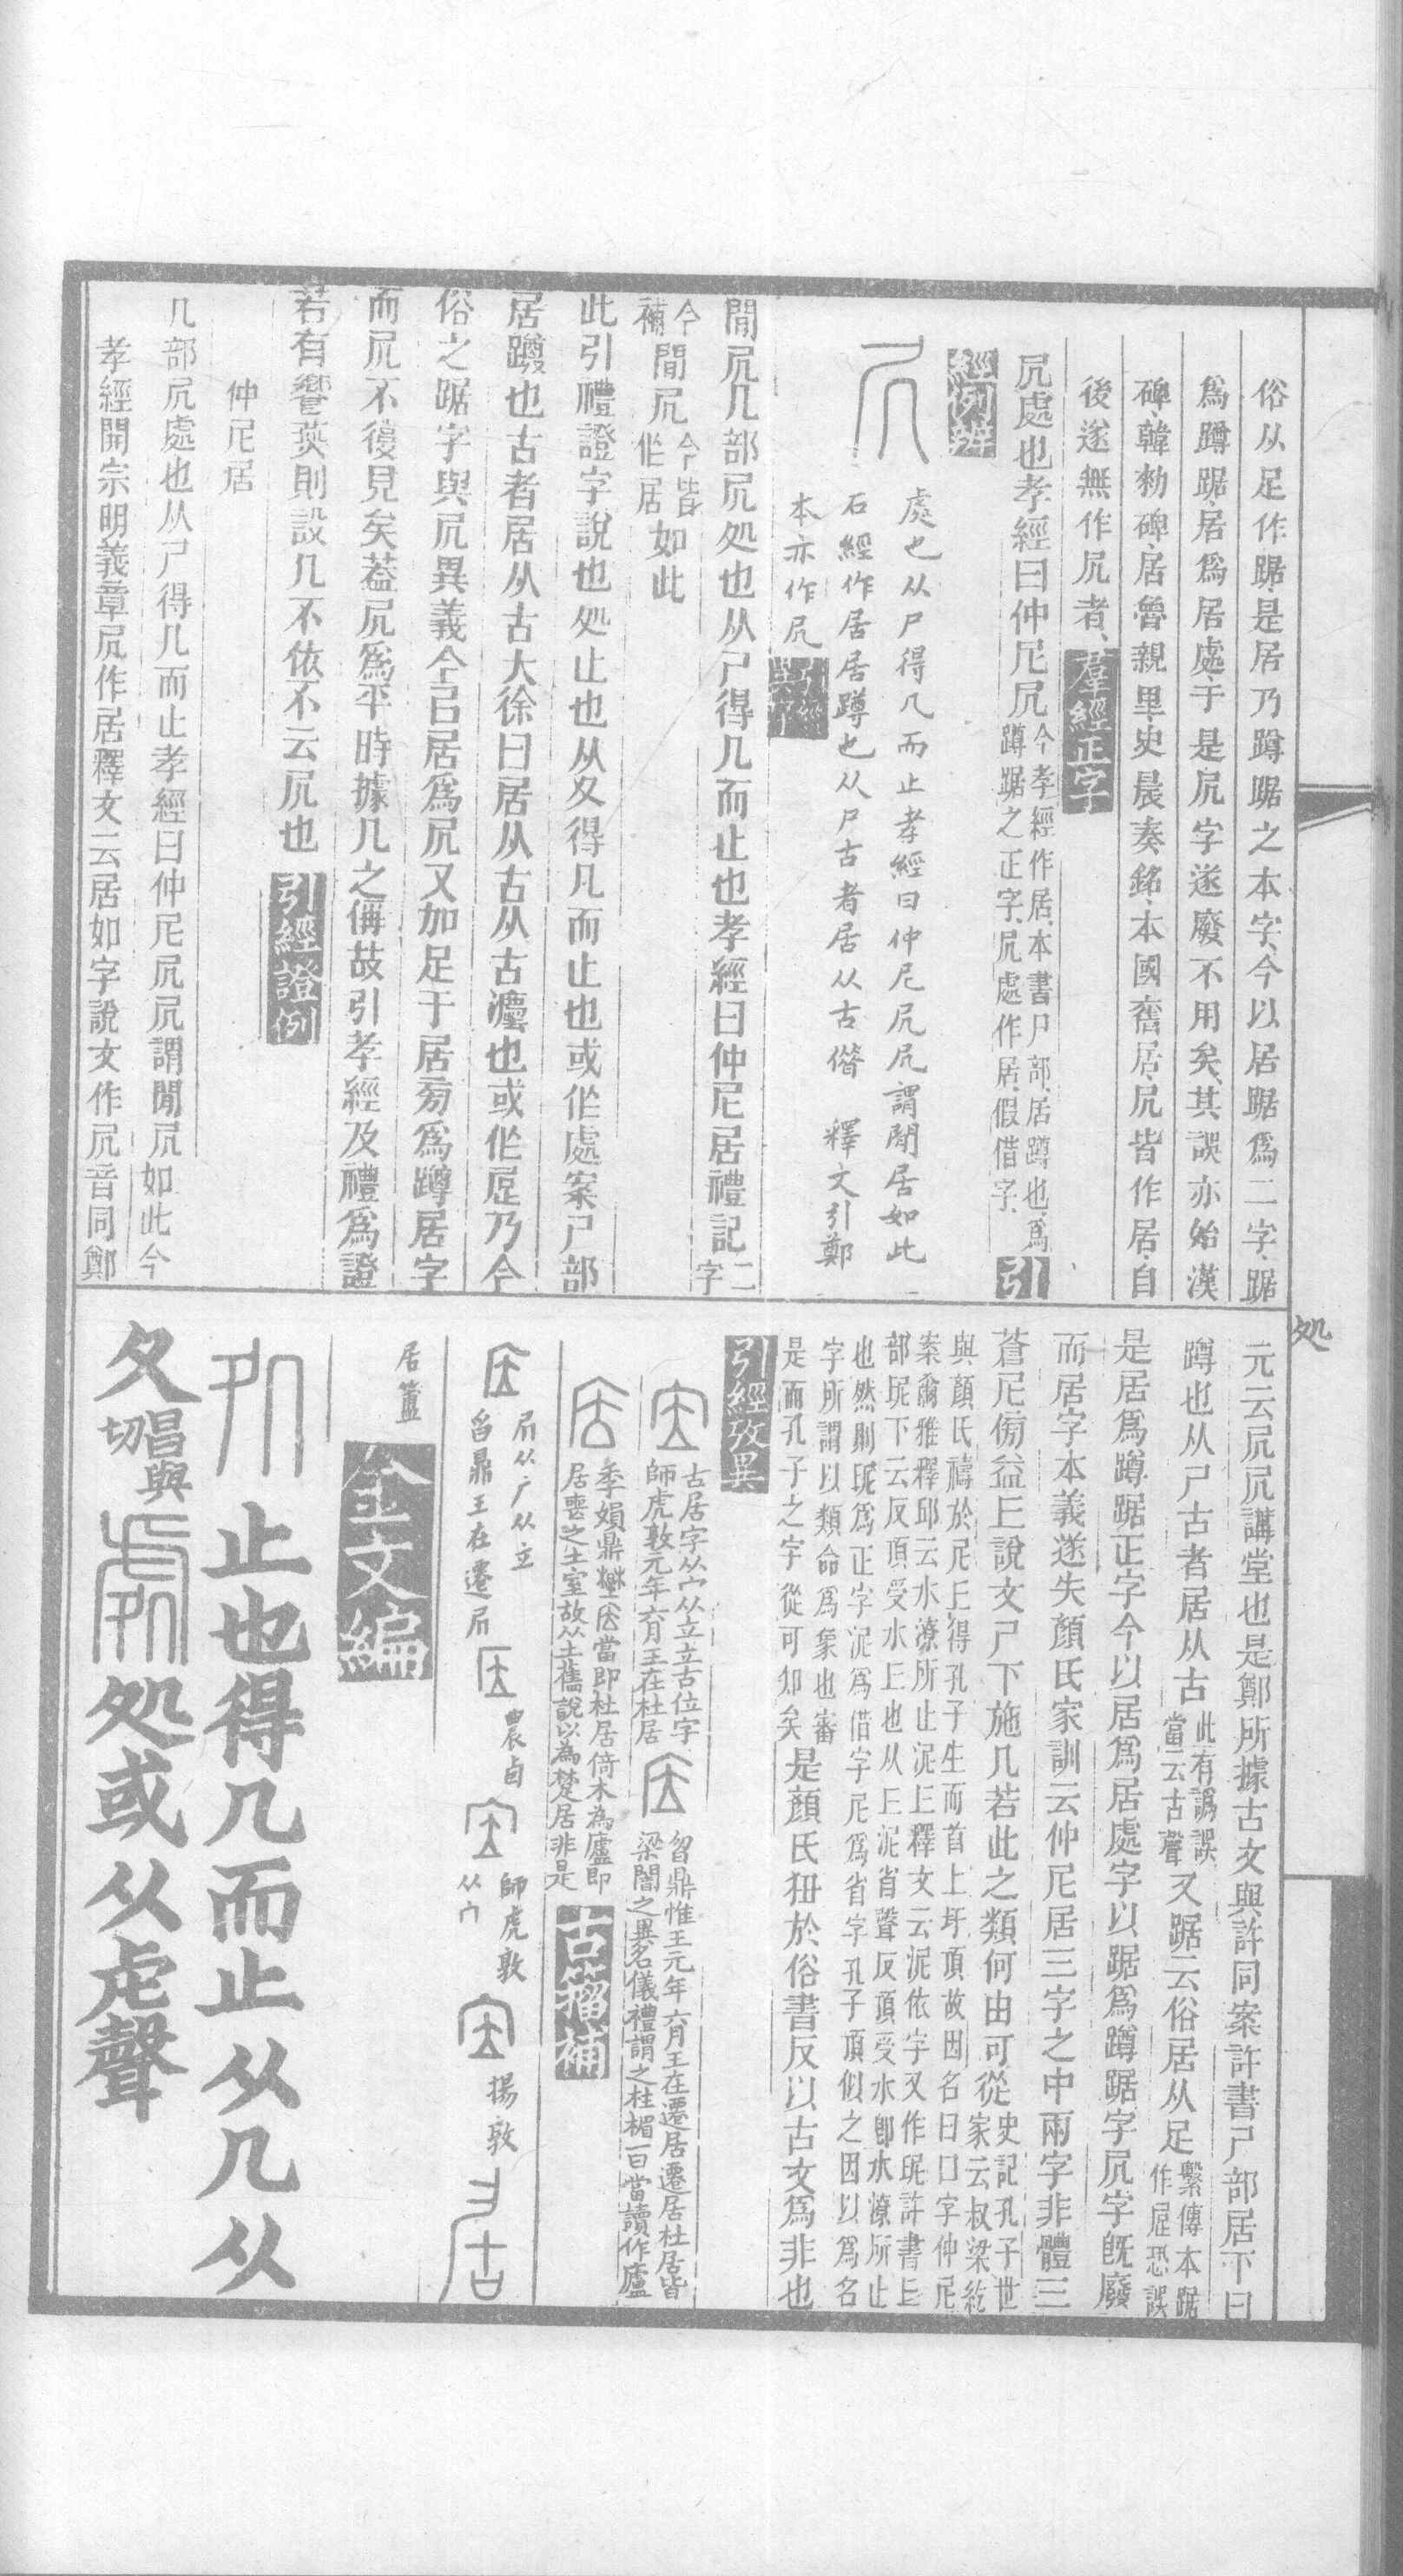 俗从足作踞是居乃蹲踞之本字今以居踞爲二字踞
爲蹲踞居爲居處于是凥字遂廢不用矣其誤亦始漢
碑韓勑碑居魯親里史晨奏銘本國舊居凥皆作居自
後遂無作凥者
羣經正字
凥處也孝經曰仲尼凥
今孝經作居本書尸部居蹲也爲
蹲踞之正字凥處作居假借字
引
經例辨
処也从尸得几而止孝經曰仲尼凥凥謂閒居如此
石經作居居蹲也从尸古者居从古偕 釋文引鄭
本亦作凥
引經
閒凥几部凥処也从尸得几而止也孝經曰仲尼居禮記
二字
今補
閒凥
今皆作居
如此
此引禮證字說也処止也从夊得几而止也或作處案尸部
居蹲也古者居从古大徐曰居从古从古灋也或作凥乃今
俗之踞字與凥異義今㠯居爲凥又加足于居旁爲蹲居字
而凥不復見矣葢凥爲平時據几之偁故引孝經及禮爲證
若有饗燕則設几不依不云凥也
引經證例
仲尼居
几部凥處也从尸得几而止孝經曰仲尼凥凥謂閒凥如此今
孝經開宗明義章凥作居釋文云居如字說文作凥音同鄭
処
元云凥凥講堂也是鄭所據古文與許同案許書尸部居下曰
蹲也从尸古者居从古
此有譌誤
當云古聲
又踞云俗居从足
繫傳本踞
作屈恐誤
是居爲蹲踞正字今以居爲居處字以踞爲蹲踞字凥字旣廢
而居字本義遂失顏氏家訓云仲尼居三字之中兩字非體三
蒼尼㑄益丘說文尸下施几若此之類何由可從
史記孔子世
家云叔梁紇
與顏氏禱於尼丘得孔子生而首上圩頂故因名曰丘字仲尼
案爾雅釋邱云水潦所止泥丘釋文云泥依字又作坭許書丘
部坭下云反頂受水丘也从丘泥省聲反頂受水卽水潦所止
也然則坭爲正字泥爲借字尼爲省字孔子頂似之因以爲名
字所謂以類命爲象也審
是而孔子之字從可知矣
是顏氏狃於俗書反以古文爲非也
引經攷異
古居字从宀从立立古位字
師虎敦元年六月王在杜居
曶鼎惟王元年六月王在遷居遷居杜居皆
梁闇之異名儀禮謂之柱楣一曰當讀作廬
季娟鼎
當卽杜居倚木為廬卽
居喪之土室故从土舊說以為楚居非是
古籀補
㡴从广从立
曶鼎王在遷㡴
農卣
師虎敦
从宀
揚敦
居簠
金文編
止也得几而止从几从
夊
昌與切
処或从虍聲